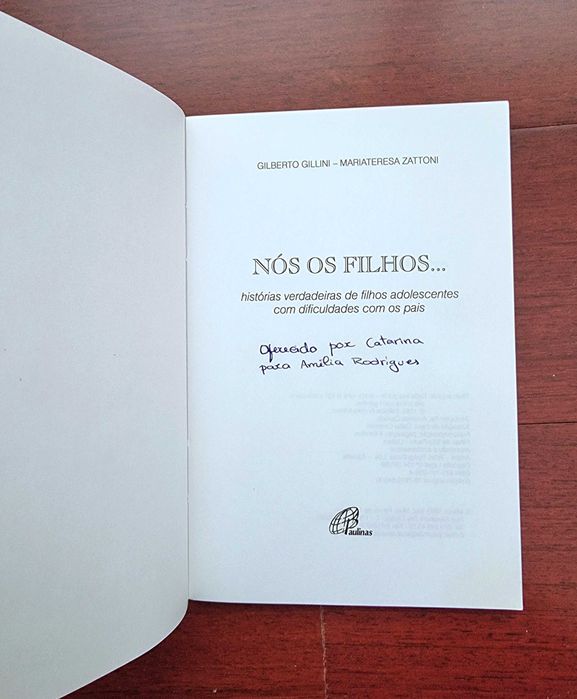 GILBERTO GILLINI – MARIATERESA ZATTONI
NÓS OS FILHOS...
histórias verdadeiras de filhos adolescentes
com dificuldades com os pais
Oferecido por Catarina
para Amília Rodrigues
Paulinas